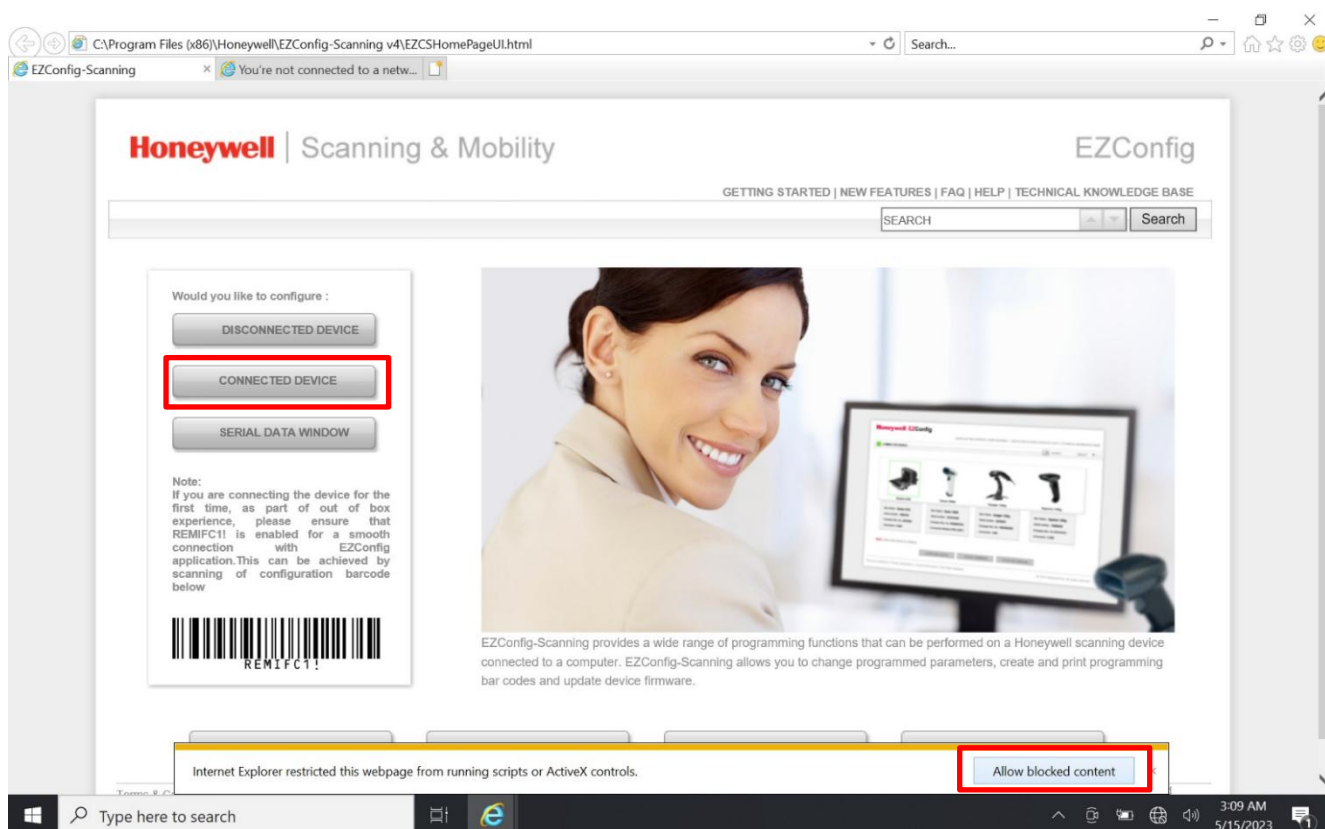 C:\Program Files (x86)\Honeywell\EZConfig-Scanning v4\EZCSHomePageUI.html
Search...
EZConfig-Scanning
You're not connected to a netw...
Honeywell | Scanning & Mobility
EZConfig
GETTING STARTED | NEW FEATURES | FAQ | HELP | TECHNICAL KNOWLEDGE BASE
SEARCH
Search
Would you like to configure :
DISCONNECTED DEVICE
CONNECTED DEVICE
SERIAL DATA WINDOW
Note:
If you are connecting the device for the
first time, as part of out of box
experience, please ensure that
REMIFC1! is enabled for a smooth
connection with EZConfig
application.This can be achieved by
scanning of configuration barcode
below
REMIFC1!
Honeywell EZConfig
EZConfig-Scanning provides a wide range of programming functions that can be performed on a Honeywell scanning device
connected to a computer. EZConfig-Scanning allows you to change programmed parameters, create and print programming
bar codes and update device firmware.
Internet Explorer restricted this webpage from running scripts or ActiveX controls.
Allow blocked content
Type here to search
3:09 AM
5/15/2023